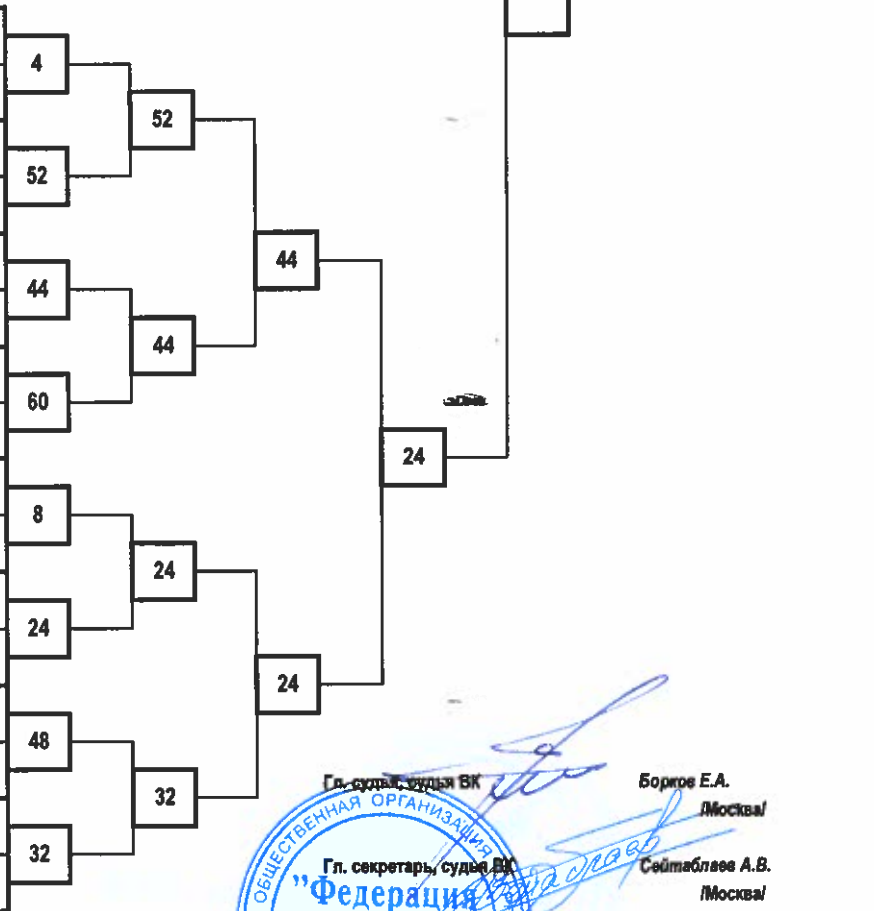 4
52
52
44
44
44
60
24
8
24
24
24
48
32
32
Гл. судья, судья ВК
Борков Е.А.
/Москва/
ОБЩЕСТВЕННАЯ ОРГАНИЗАЦИЯ
Гл. секретарь, судья ВК
Сейтаблаев А.В.
/Москва/
"Федерация